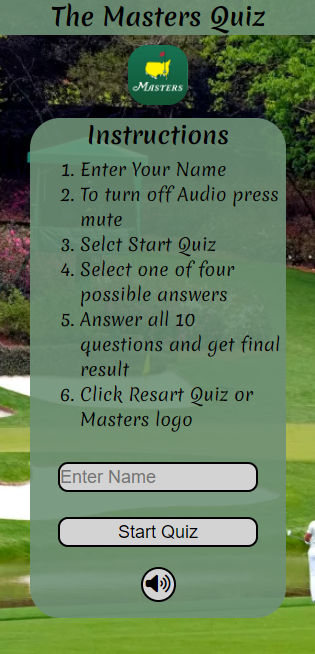 The Masters Quiz
Masters
Instructions
1. Enter Your Name
2. To turn off Audio press
mute
3. Selct Start Quiz
4. Select one of four
possible answers
5. Answer all 10
questions and get final
result
6. Click Resart Quiz or
Masters logo
Enter Name
Start Quiz